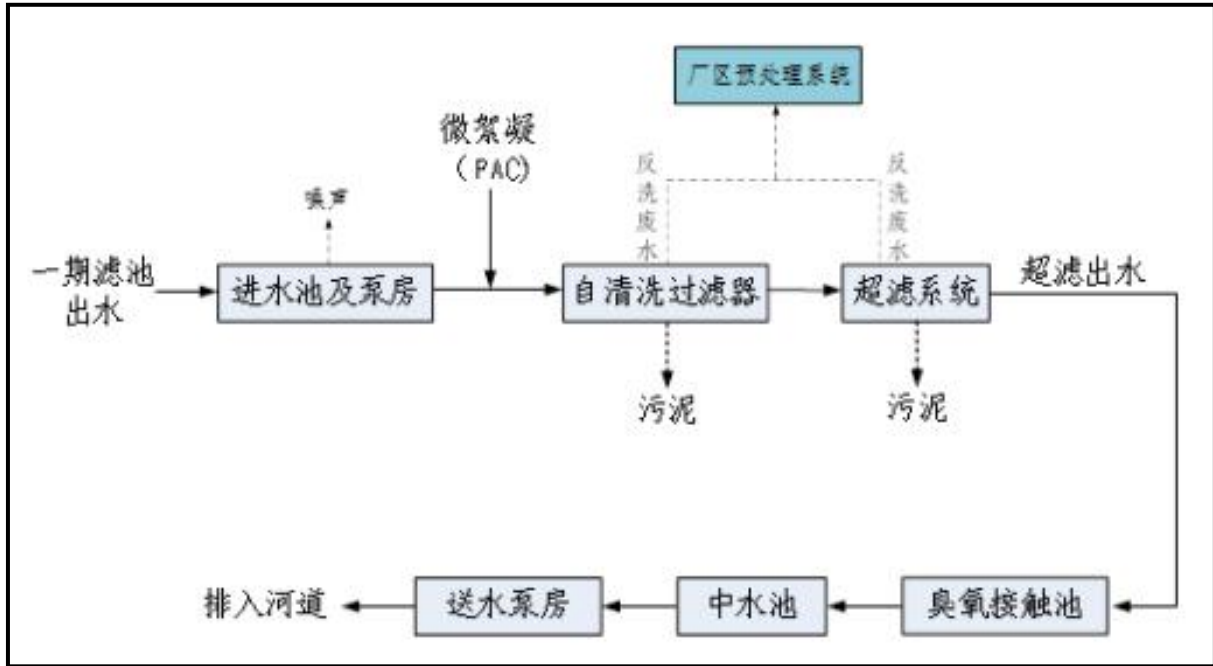 厂区预处理系统
微絮凝
（PAC）
反洗废水
反洗废水
噪声
一期滤池
出水
进水池及泵房
自清洗过滤器
超滤系统
超滤出水
污泥
污泥
排入河道
送水泵房
中水池
臭氧接触池